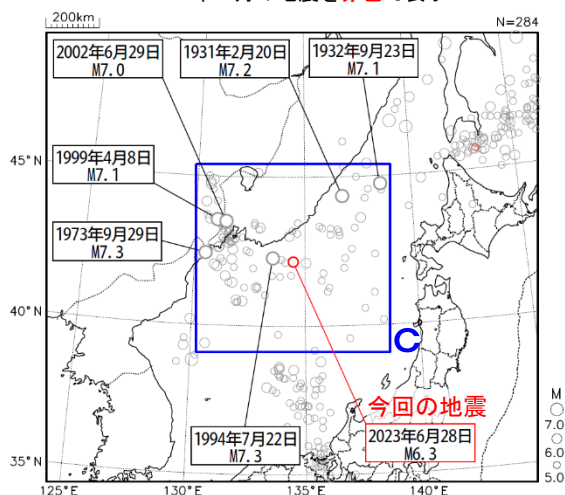 200km
N=284
2002年6月29日
M7.0
1931年2月20日
M7.2
1932年9月23日
M7.1
1999年4月8日
M7.1
1973年9月29日
M7.3
45°N
40°N
C
今回の地震
1994年7月22日
M7.3
2023年6月28日
M6.3
35°N
M
7.0
6.0
5.0
125°E
130°E
135°E
140°E